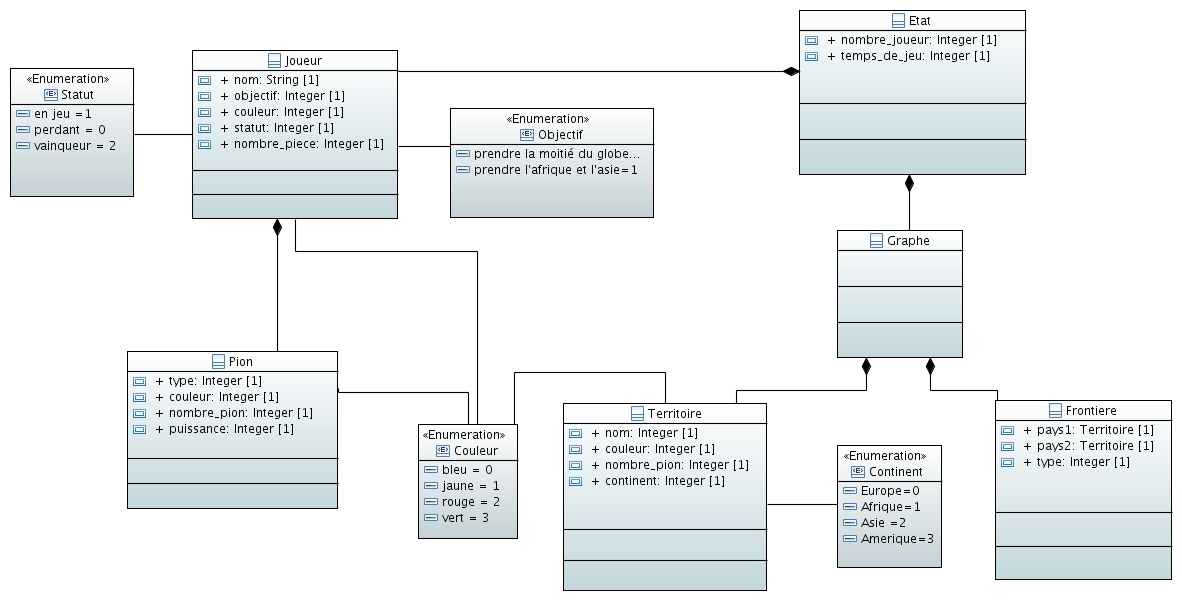 Etat
+ nombre_joueur: Integer [1]
+ temps_de_jeu: Integer [1]
Joueur
+ nom: String [1]
+ objectif: Integer [1]
+ couleur: Integer [1]
+ statut: Integer [1]
+ nombre_piece: Integer [1]
«Enumeration»
Statut
en jeu =1
perdant = 0
vainqueur = 2
«Enumeration»
Objectif
prendre la moitié du globe...
prendre l'afrique et l'asie=1
Graphe
Pion
+ type: Integer [1]
+ couleur: Integer [1]
+ nombre_pion: Integer [1]
+ puissance: Integer [1]
«Enumeration»
Couleur
bleu = 0
jaune = 1
rouge = 2
vert = 3
Territoire
+ nom: Integer [1]
+ couleur: Integer [1]
+ nombre_pion: Integer [1]
+ continent: Integer [1]
«Enumeration»
Continent
Europe=0
Afrique=1
Asie =2
Amerique=3
Frontiere
+ pays1: Territoire [1]
+ pays2: Territoire [1]
+ type: Integer [1]